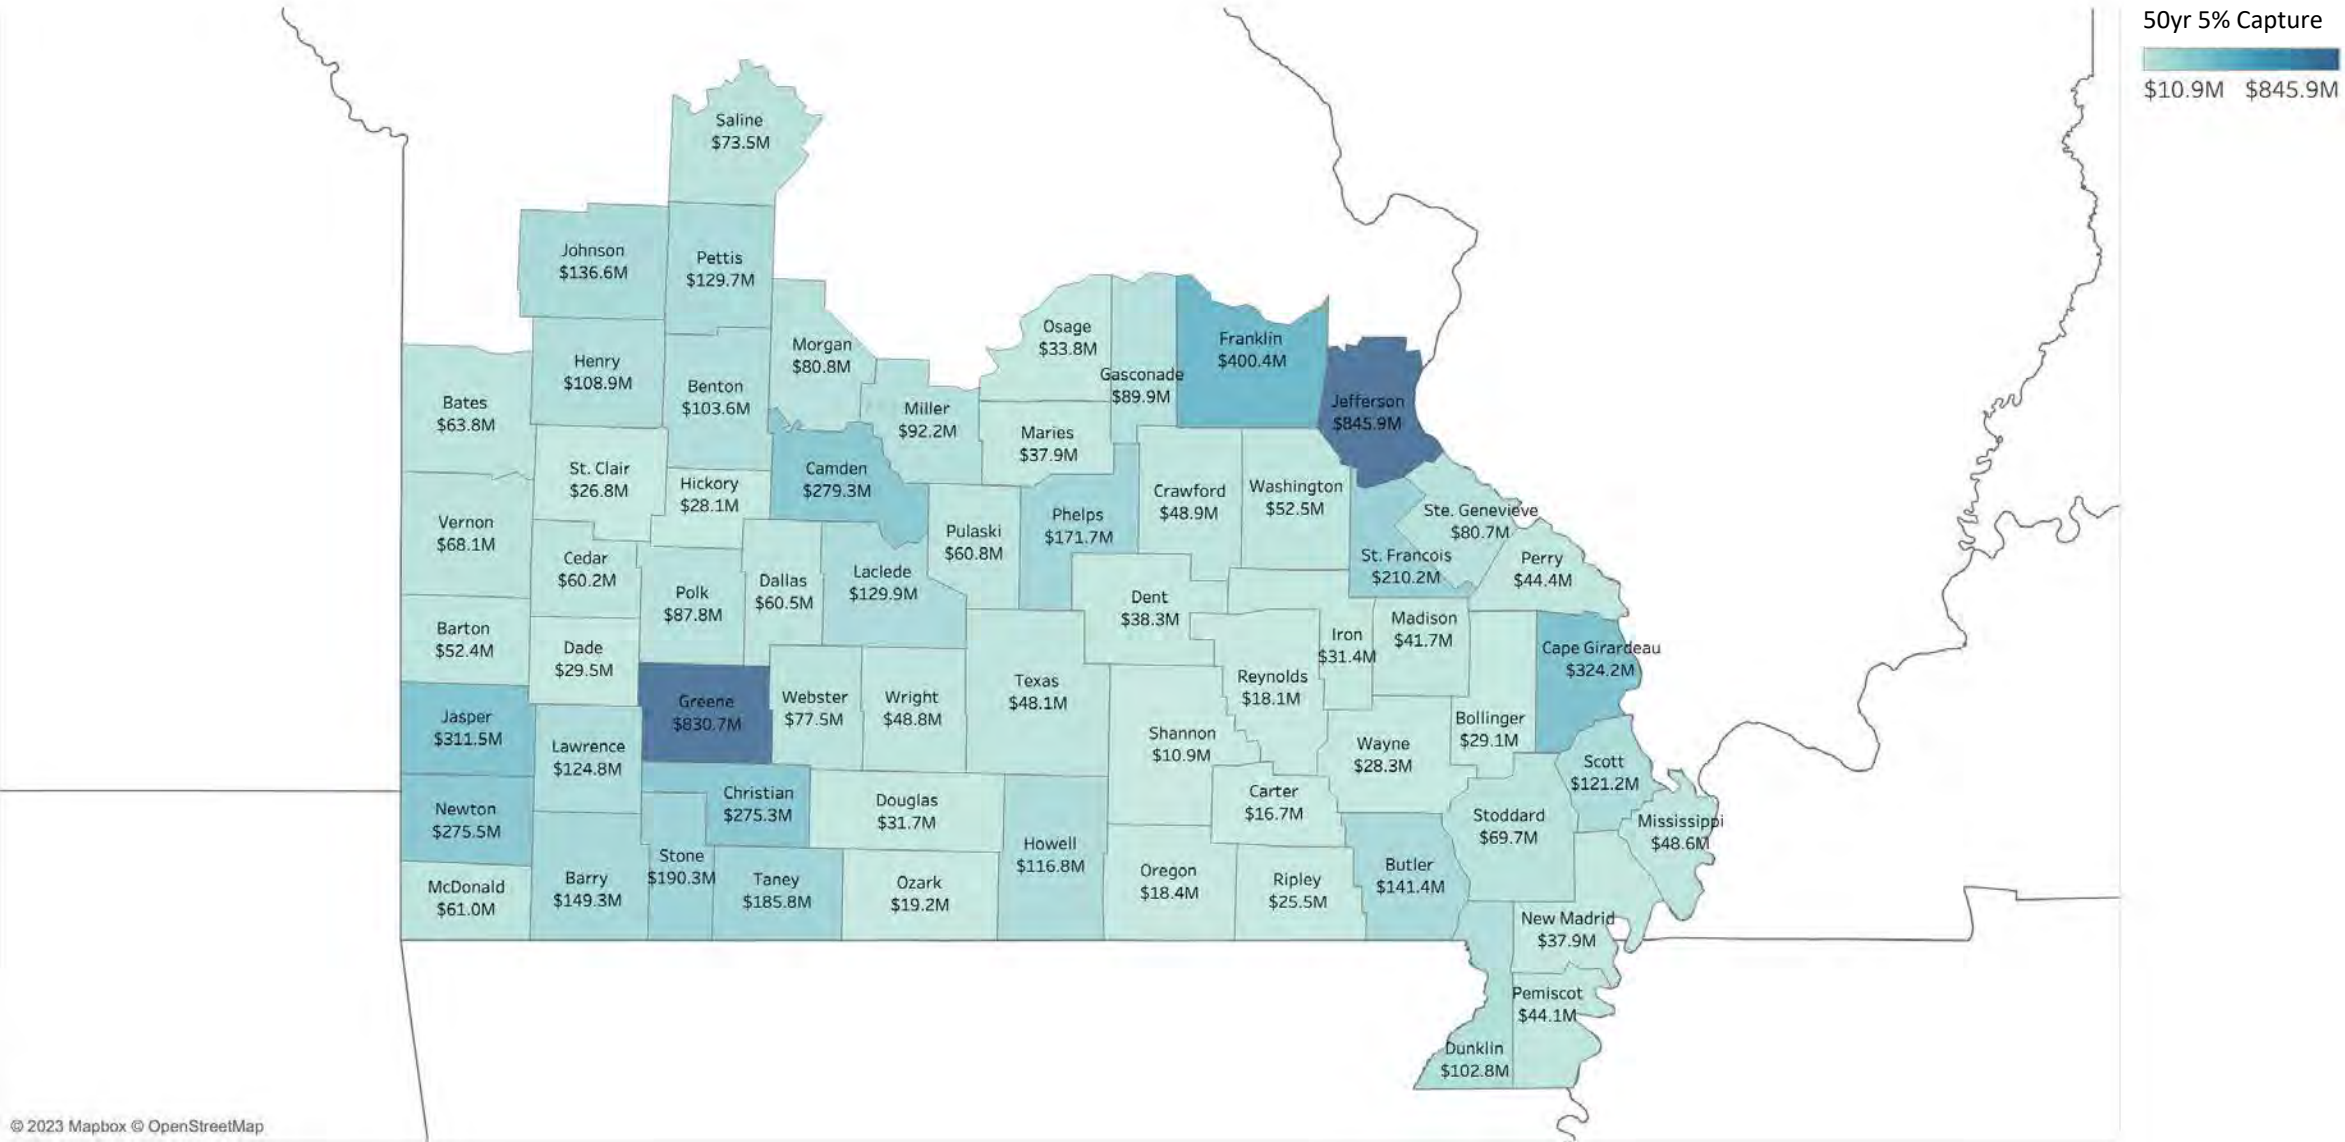 50yr 5% Capture
$10.9M $845.9M
Saline
$73.5M
Johnson
$136.6M
Pettis
$129.7M
Osage
$33.8M
Franklin
$400.4M
Morgan
$80.8M
Henry
$108.9M
Gasconade
$89.9M
Benton
$103.6M
Bates
$63.8M
Jefferson
$845.9M
Miller
$92.2M
Maries
$37.9M
St. Clair
$26.8M
Camden
$279.3M
Hickory
$28.1M
Crawford
$48.9M
Washington
$52.5M
Ste. Genevieve
$80.7M
Phelps
$171.7M
Vernon
$68.1M
Pulaski
$60.8M
St. Francois
$210.2M
Perry
$44.4M
Cedar
$60.2M
Laclede
$129.9M
Dallas
$60.5M
Polk
$87.8M
Dent
$38.3M
Madison
$41.7M
Barton
$52.4M
Iron
$31.4M
Dade
$29.5M
Cape Girardeau
$324.2M
Reynolds
$18.1M
Texas
$48.1M
Webster
$77.5M
Wright
$48.8M
Greene
$830.7M
Jasper
$311.5M
Bollinger
$29.1M
Shannon
$10.9M
Wayne
$28.3M
Lawrence
$124.8M
Scott
$121.2M
Christian
$275.3M
Carter
$16.7M
Douglas
$31.7M
Newton
$275.5M
Stoddard
$69.7M
Mississippi
$48.6M
Howell
$116.8M
Stone
$190.3M
Butler
$141.4M
Oregon
$18.4M
Barry
$149.3M
Taney
$185.8M
Ripley
$25.5M
Ozark
$19.2M
McDonald
$61.0M
New Madrid
$37.9M
Pemiscot
$44.1M
Dunklin
$102.8M
© 2023 Mapbox © OpenStreetMap